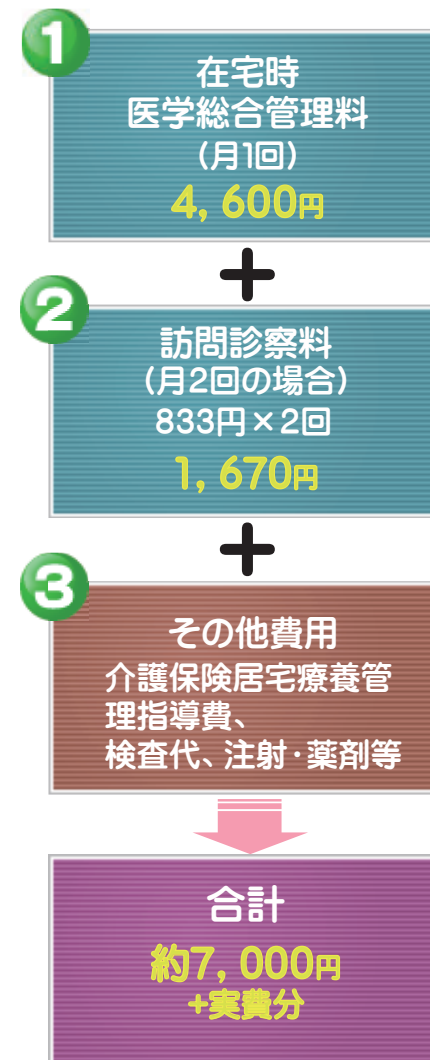 1
在宅時
医学総合管理料
（月1回）
4，600円
+
2
訪問診察料
（月2回の場合）
833円×2回
1，670円
+
3
その他費用
介護保険居宅療養管
理指導費、
検査代、注射・薬剤等
合計
約7，000円
+実費分